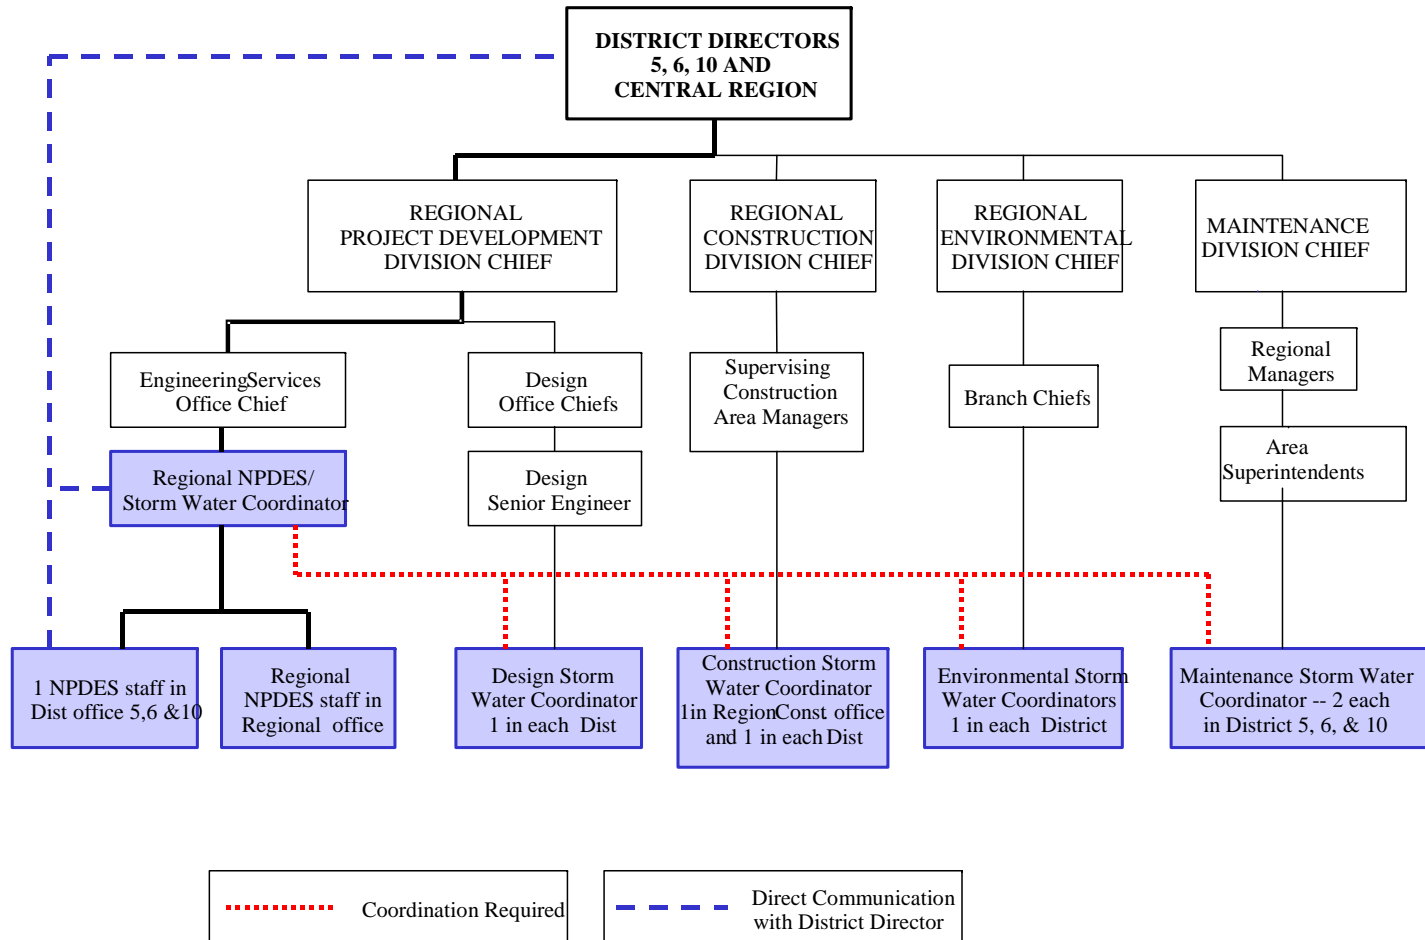 DISTRICT DIRECTORS
5, 6, 10 AND
CENTRAL REGION
REGIONAL
PROJECT DEVELOPMENT
DIVISION CHIEF
REGIONAL
CONSTRUCTION
DIVISION CHIEF
REGIONAL
ENVIRONMENTAL
DIVISION CHIEF
MAINTENANCE
DIVISION CHIEF
EngineeringServices
Office Chief
Design
Office Chiefs
Supervising
Construction
Area Managers
Branch Chiefs
Regional
Managers
Regional NPDES/
Storm Water Coordinator
Design
Senior Engineer
Area
Superintendents
1 NPDES staff in
Dist office 5,6 &10
Regional
NPDES staff in
Regional office
Design Storm
Water Coordinator
1 in each Dist
Construction Storm
Water Coordinator
1in RegionConst. office
and 1 in each Dist
Environmental Storm
Water Coordinators
1 in each District
Maintenance Storm Water
Coordinator -- 2 each
in District 5, 6, & 10
Coordination Required
Direct Communication
with District Director